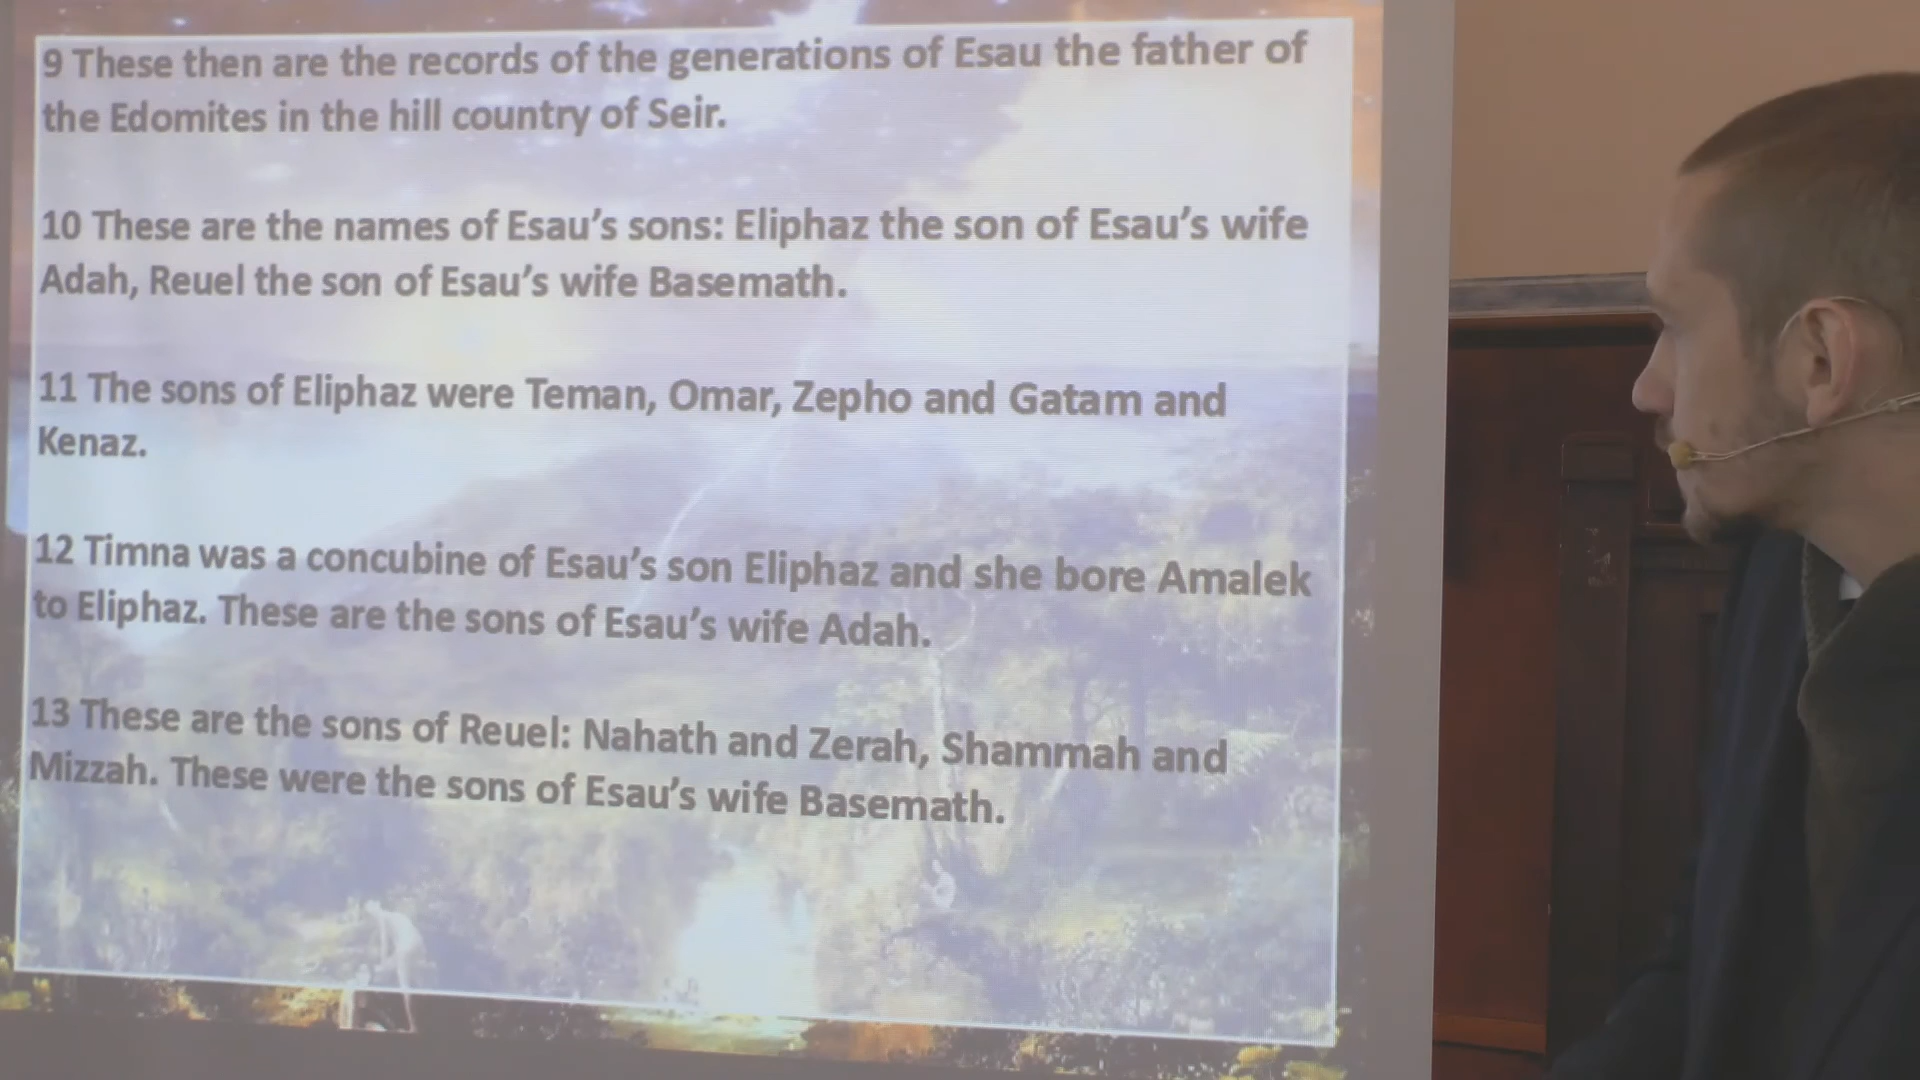 9 These then are the records of the generations of Esau the father of
the Edomites in the hill country of Seir.
10 These are the names of Esau’s sons: Eliphaz the son of Esau’s wife
Adah, Reuel the son of Esau’s wife Basemath.
11 The sons of Eliphaz were Teman, Omar, Zepho and Gatam and
Kenaz.
12 Timna was a concubine of Esau’s son Eliphaz and she bore Amalek
to Eliphaz. These are the sons of Esau’s wife Adah.
13 These are the sons of Reuel: Nahath and Zerah, Shammah and
Mizzah. These were the sons of Esau’s wife Basemath.